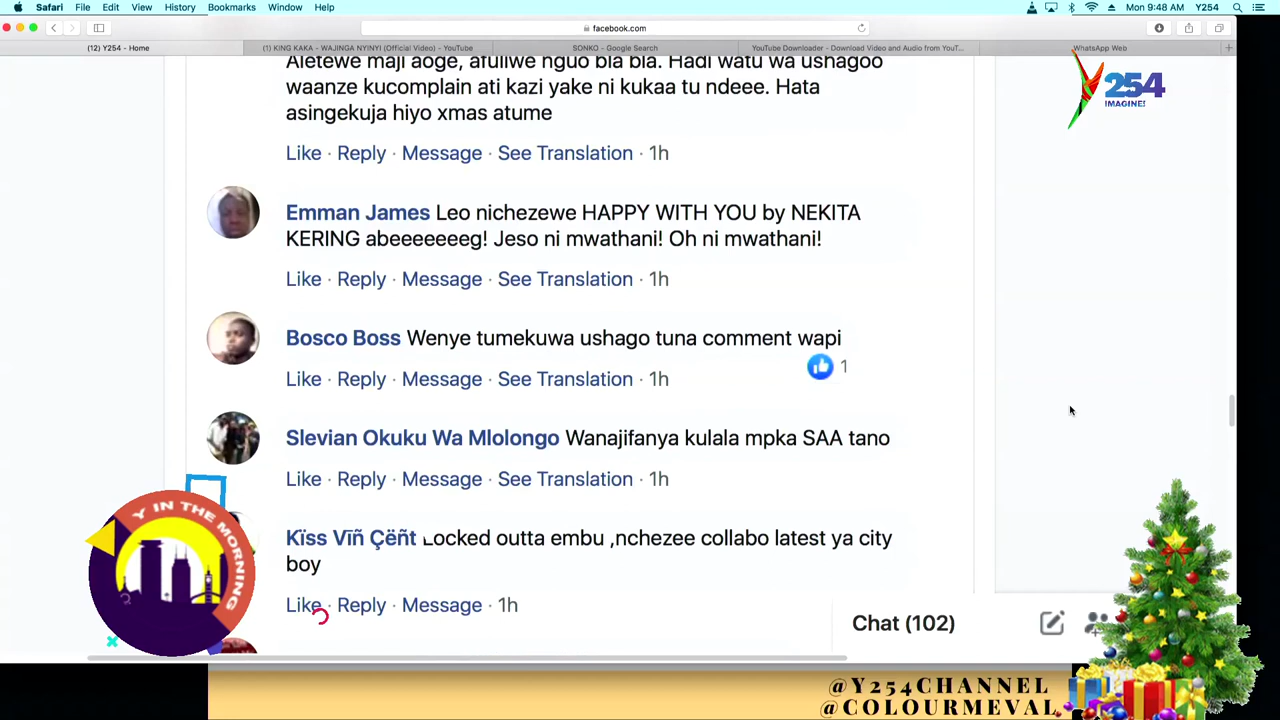 Safari File Edit View History Bookmarks Window Help Mon 9:48 AM Y254
facebook.com
(12) Y254 - Home (1) KING KAKA - WAJINGA NYINYI (Official Video) - YouTube SONKO - Google Search YouTube Downloader - Download Video and Audio from YouT... WhatsApp Web
Aletewe maji aoge, afuliwe nguo bla bla. Hadi watu wa ushagoo
waanze kucomplain ati kazi yake ni kukaa tu ndeee. Hata
asingekuja hiyo xmas atume
Like · Reply · Message · See Translation · 1h
Y254
IMAGINE!
Emman James Leo nichezewe HAPPY WITH YOU by NEKITA
KERING abeeeeeeeg! Jeso ni mwathani! Oh ni mwathani!
Like · Reply · Message · See Translation · 1h
Bosco Boss Wenye tumekuwa ushago tuna comment wapi
1
Like · Reply · Message · See Translation · 1h
Slevian Okuku Wa Mlolongo Wanajifanya kulala mpka SAA tano
Like · Reply · Message · See Translation · 1h
Kïss Vïñ Çëñt Locked outta embu ,nchezee collabo latest ya city
boy
Like · Reply · Message · 1h
Y IN THE MORNING
Chat (102)
@Y254CHANNEL
@COLOURMEVAL